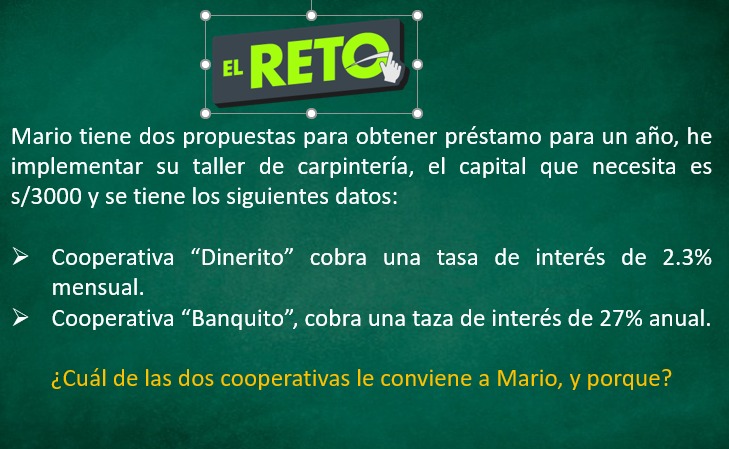 EL RETO
Mario tiene dos propuestas para obtener préstamo para un año, he
implementar su taller de carpintería, el capital que necesita es
s/3000 y se tiene los siguientes datos:
➢ Cooperativa “Dinerito” cobra una tasa de interés de 2.3%
mensual.
➢ Cooperativa “Banquito”, cobra una taza de interés de 27% anual.
¿Cuál de las dos cooperativas le conviene a Mario, y porque?